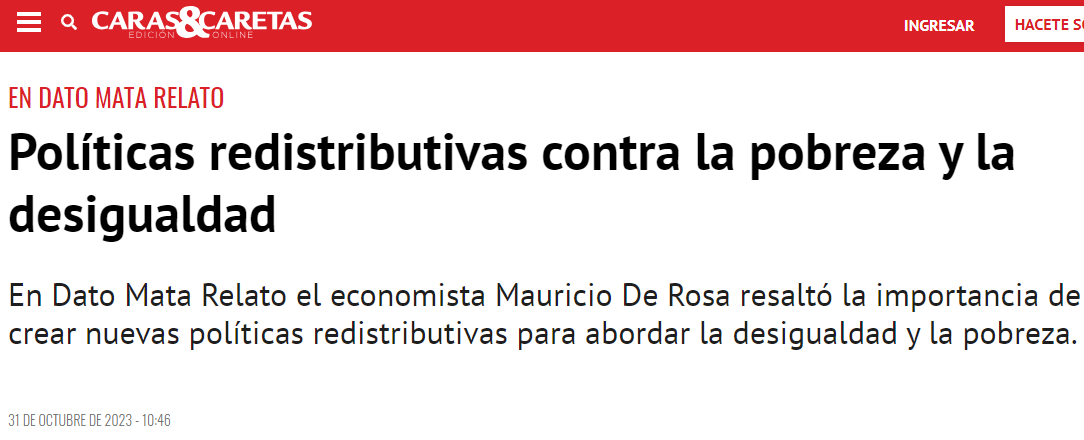 CARAS&CARETAS
EDICIÓN ONLINE
INGRESAR
HACETE
EN DATO MATA RELATO
Políticas redistributivas contra la pobreza y la
desigualdad
En Dato Mata Relato el economista Mauricio De Rosa resaltó la importancia de
crear nuevas políticas redistributivas para abordar la desigualdad y la pobreza.
31 DE OCTUBRE DE 2023 - 10:46